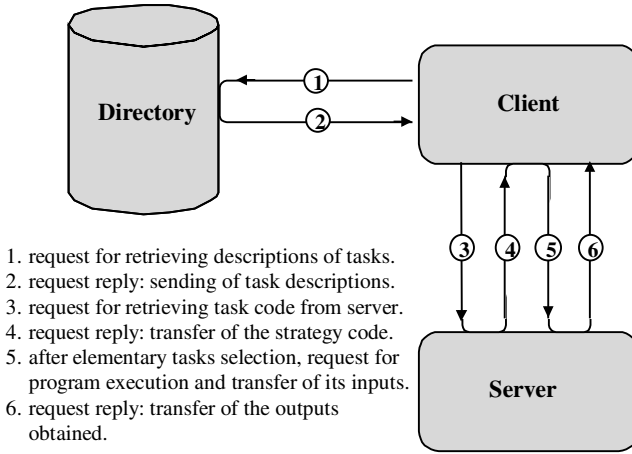 Directory
1
2
Client
3
4
5
6
Server
1. request for retrieving descriptions of tasks.
2. request reply: sending of task descriptions.
3. request for retrieving task code from server.
4. request reply: transfer of the strategy code.
5. after elementary tasks selection, request for
program execution and transfer of its inputs.
6. request reply: transfer of the outputs
obtained.